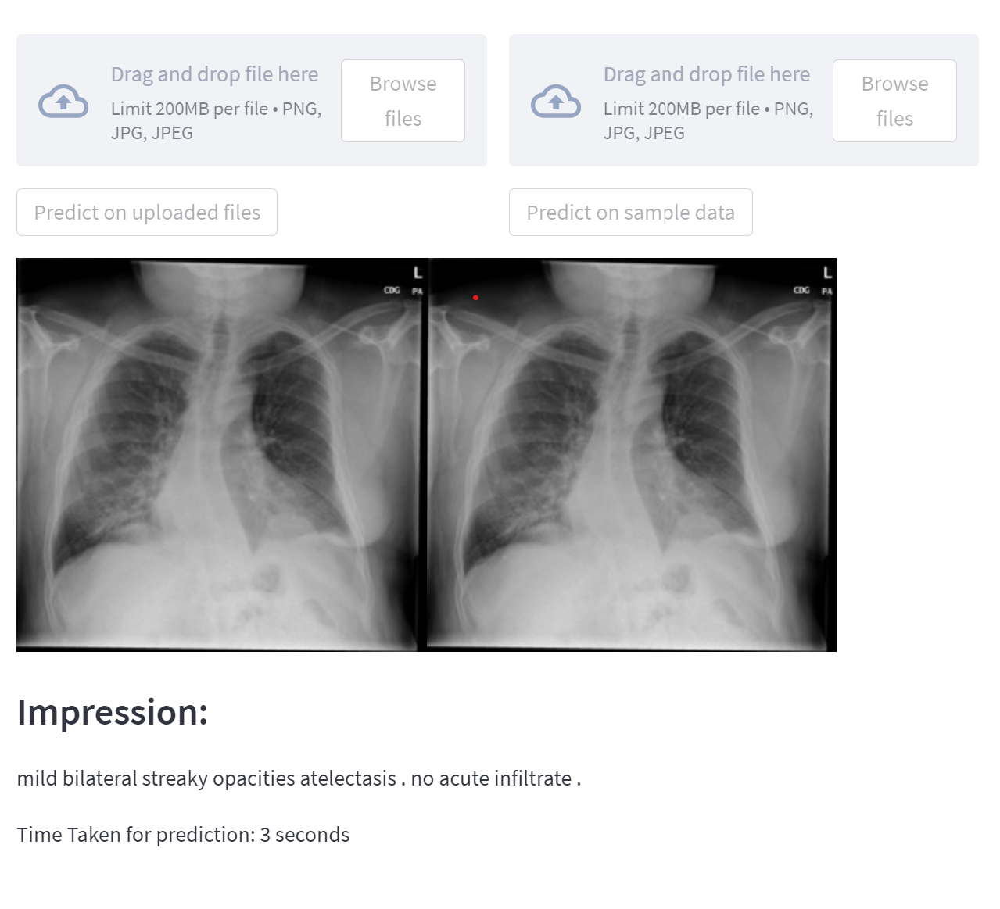 Drag and drop file here
Limit 200MB per file • PNG,
JPG, JPEG
Browse
files
Drag and drop file here
Limit 200MB per file • PNG,
JPG, JPEG
Browse
files
Predict on uploaded files
Predict on sample data
L
CDG PA
L
CDG PA
Impression:
mild bilateral streaky opacities atelectasis . no acute infiltrate .
Time Taken for prediction: 3 seconds